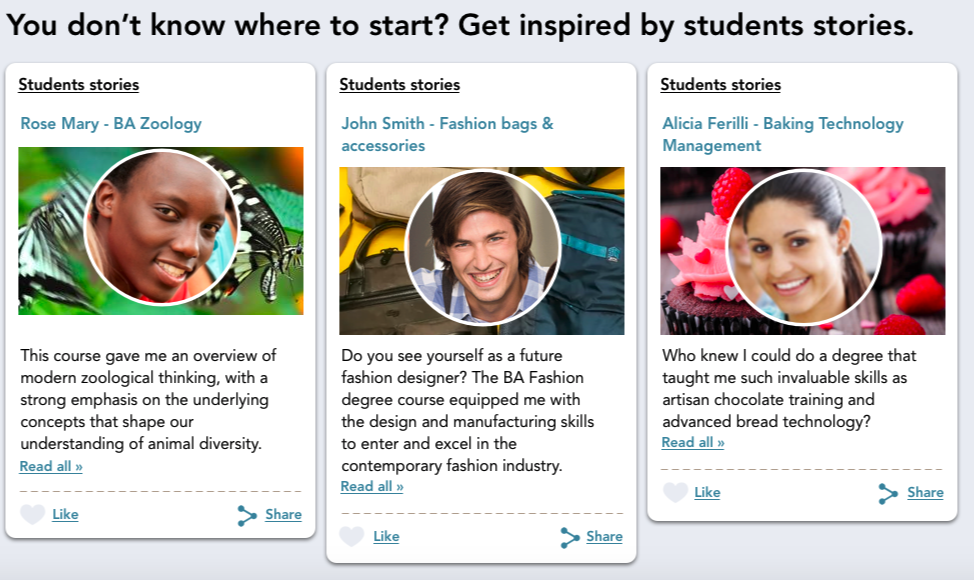 You don't know where to start? Get inspired by students stories.
Students stories
Rose Mary - BA Zoology
This course gave me an overview of
modern zoological thinking, with a
strong emphasis on the underlying
concepts that shape our
understanding of animal diversity.
Read all »
Like
Share
Students stories
John Smith - Fashion bags &
accessories
Do you see yourself as a future
fashion designer? The BA Fashion
degree course equipped me with
the design and manufacturing skills
to enter and excel in the
contemporary fashion industry.
Read all »
Like
Share
Students stories
Alicia Ferilli - Baking Technology
Management
Who knew I could do a degree that
taught me such invaluable skills as
artisan chocolate training and
advanced bread technology?
Read all »
Like
Share